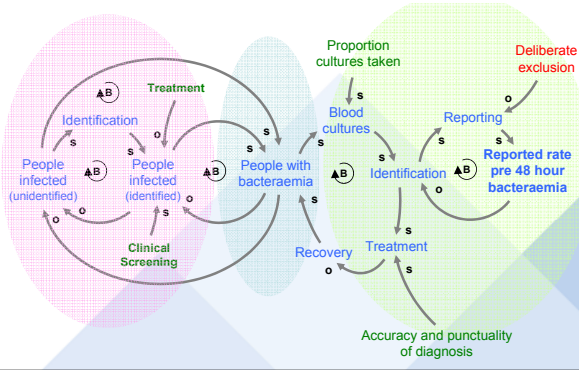 Proportion
cultures taken
Deliberate
exclusion
Treatment
B
s
o
Identification
s
Blood
cultures
Reporting
o
s
s
s
s
s
s
s
s
People
infected
(unidentified)
B
People
infected
(identified)
B
People with
bacteraemia
B
Identification
B
Reported rate
pre 48 hour
bacteraemia
o
o
s
o
s
o
o
s
Clinical
Screening
Recovery
Treatment
o
s
s
Accuracy and punctuality
of diagnosis